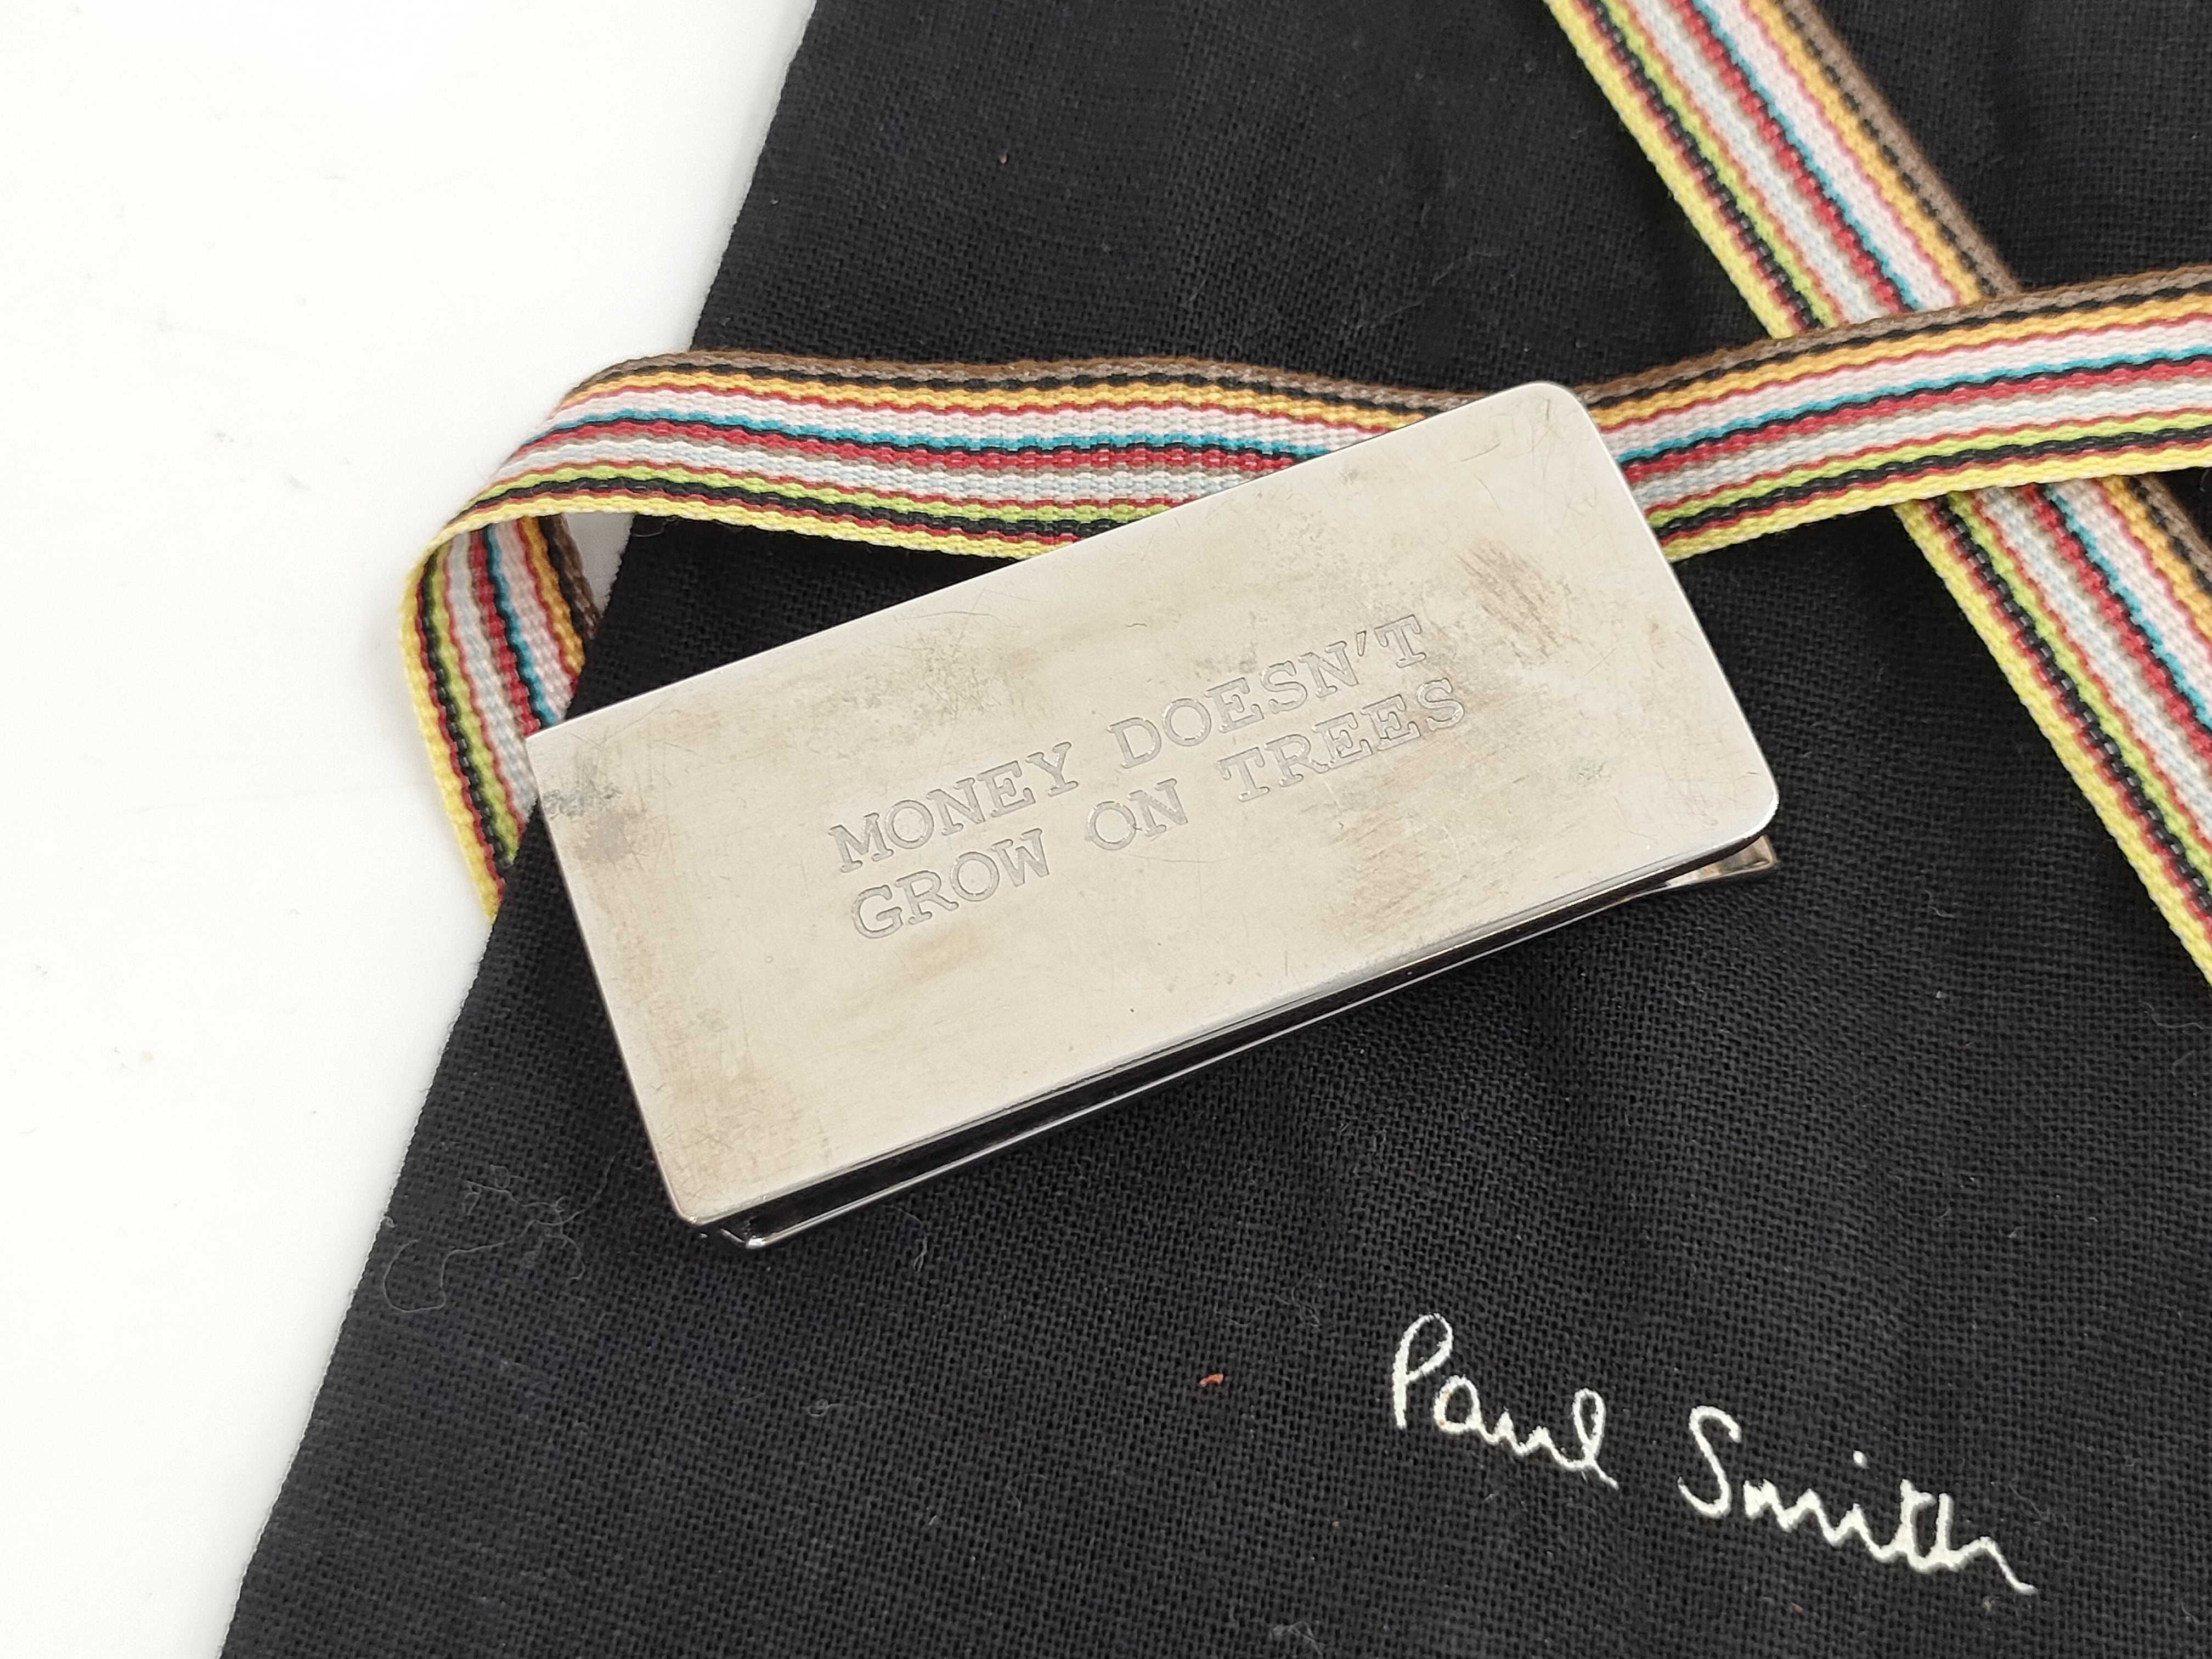 MONEY DOESN'T
GROW ON TREES
Paul Smith